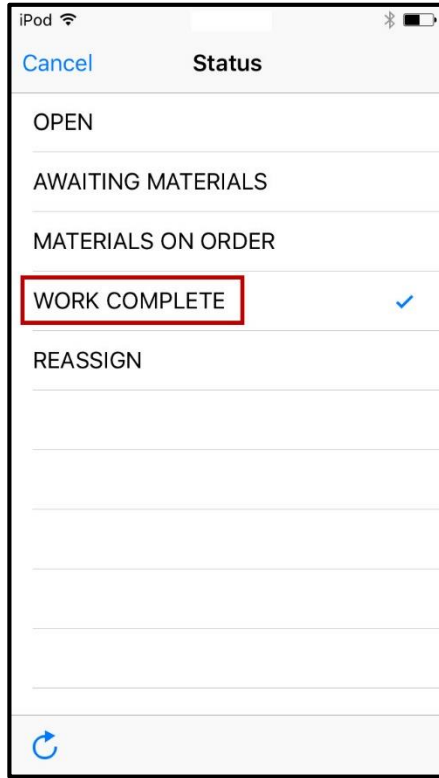 iPod
Cancel Status
OPEN
AWAITING MATERIALS
MATERIALS ON ORDER
WORK COMPLETE
REASSIGN